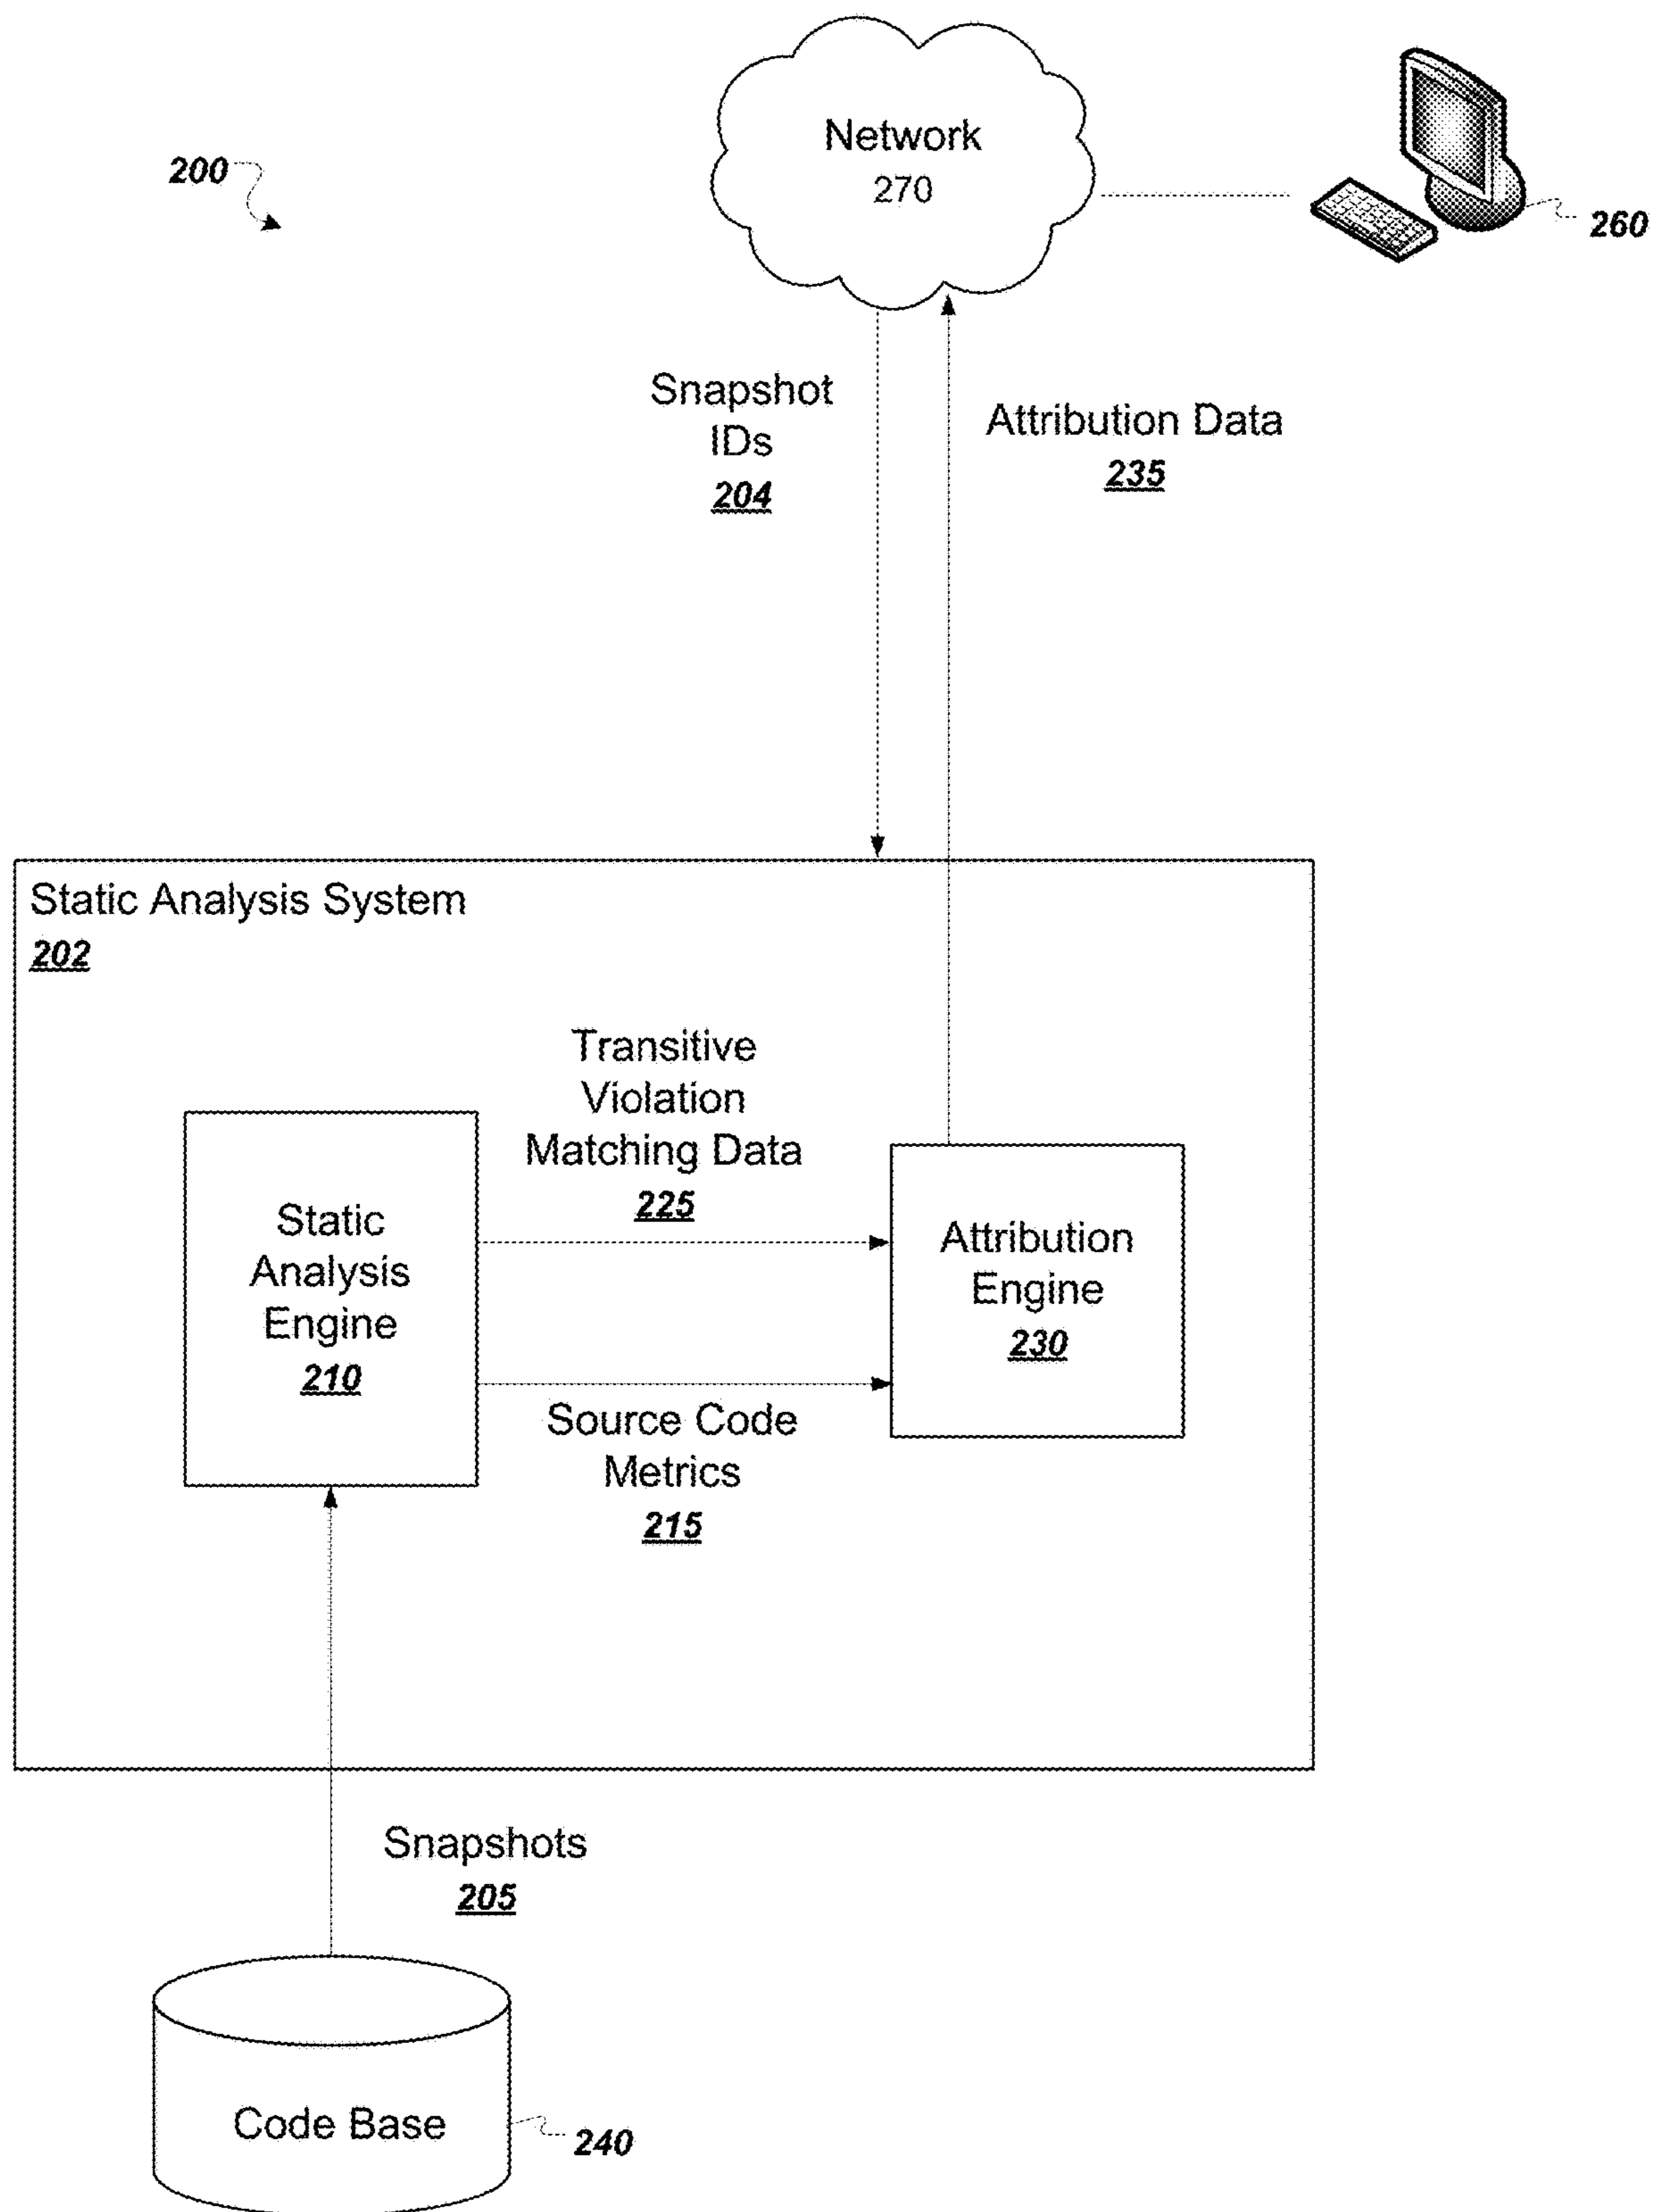 Network
270
200
260
Snapshot
IDs
204
Attribution Data
235
Static Analysis System
202
Transitive
Violation
Matching Data
225
Static
Analysis
Engine
210
Attribution
Engine
230
Source Code
Metrics
215
Snapshots
205
Code Base
240